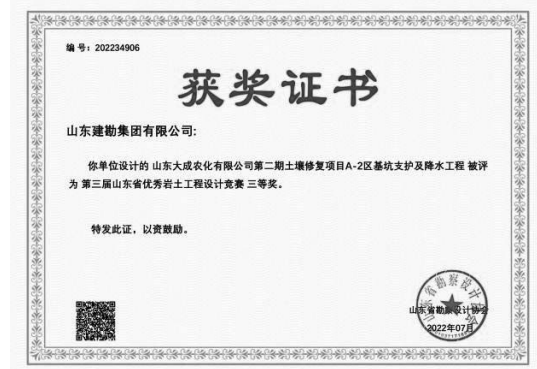 编 号：202234906
获奖证书
山东建勘集团有限公司:
你单位设计的 山东大成农化有限公司第二期土壤修复项目A-2区基坑支护及降水工程 被评
为 第三届山东省优秀岩土工程设计竞赛 三等奖。
特发此证，以资鼓励。
山东省勘察设计协会
2022年07月